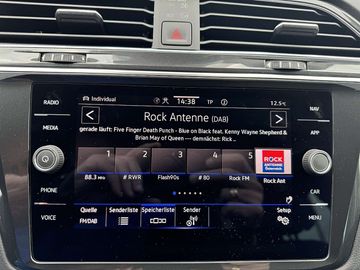 RADIO
MEDIA
PHONE
VOICE
NAV
APP
CAR
MENU
Individual 14:38 TP 12.5°C
Rock Antenne (DAB)
gerade läuft: Five Finger Death Punch - Blue on Black feat. Kenny Wayne Shepherd &
Brian May of Queen — demnächst: Rick ..
1 2 3 4 5
88.3 MHz # RWR Flash90s # 80 Rock FM Rock Ant
ROCK
ANTENNE
Quelle Senderliste Speicherliste Sender Setup
FM/DAB